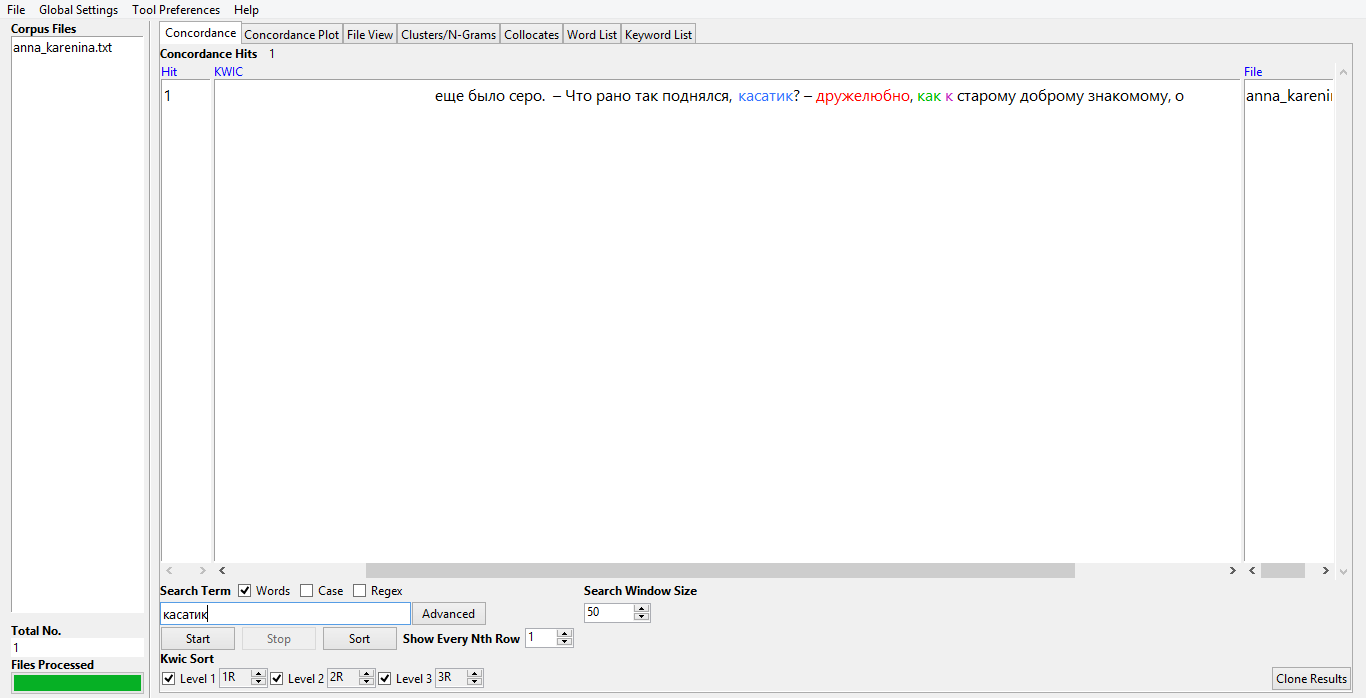 File Global Settings Tool Preferences Help
Corpus Files
anna_karenina.txt
Concordance Concordance Plot File View Clusters/N-Grams Collocates Word List Keyword List
Concordance Hits 1
Hit KWIC File
1 еще было серо. – Что рано так поднялся, касатик? – дружелюбно, как к старому доброму знакомому, о anna_kareni
Search Term Words Case Regex Search Window Size
касатик Advanced 50
Start Stop Sort Show Every Nth Row 1
Kwic Sort
Level 1 1R Level 2 2R Level 3 3R Clone Results
Total No.
1
Files Processed